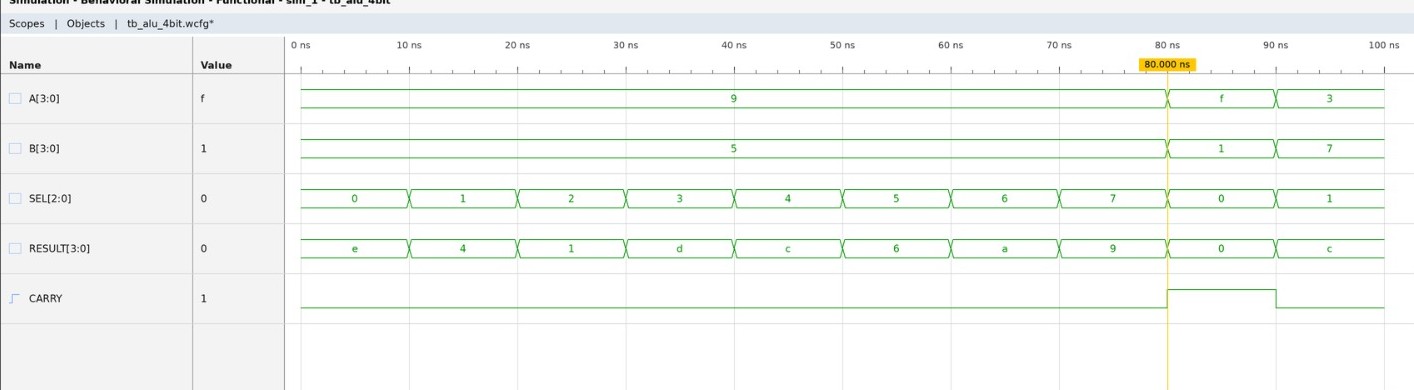 Simulation - Behavioral Simulation - Functional - sim_1 - tb_alu_4bit
Scopes | Objects | tb_alu_4bit.wcfg*
0 ns 10 ns 20 ns 30 ns 40 ns 50 ns 60 ns 70 ns 80 ns 90 ns 100 ns
Name Value 80.000 ns
A[3:0] f 9 f 3
B[3:0] 1 5 1 7
SEL[2:0] 0 0 1 2 3 4 5 6 7 0 1
RESULT[3:0] 0 e 4 1 d c 6 a 9 0 c
CARRY 1